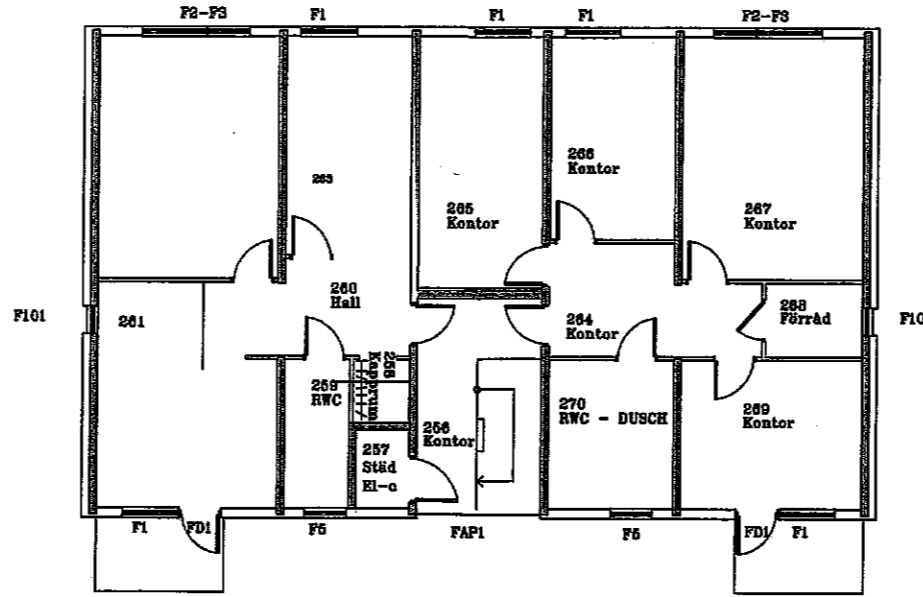 F2-F3
F1
F1
F1
F2-F3
266
Kontor
263
265
Kontor
267
Kontor
260
Hall
F101
261
264
Kontor
268
Förråd
F10
259
RWC
258
Kapprum
270
RWC - DUSCH
269
Kontor
256
Kontor
257
Städ
El-c
F1
FD1
F5
FAP1
F5
FD1
F1